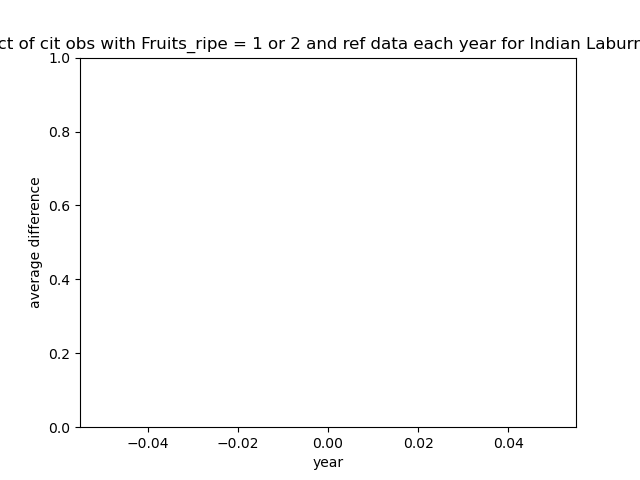 ct of cit obs with Fruits_ripe = 1 or 2 and ref data each year for Indian Laburr
1.0
0.8
0.6
0.4
0.2
0.0
average difference
−0.04 −0.02 0.00 0.02 0.04
year